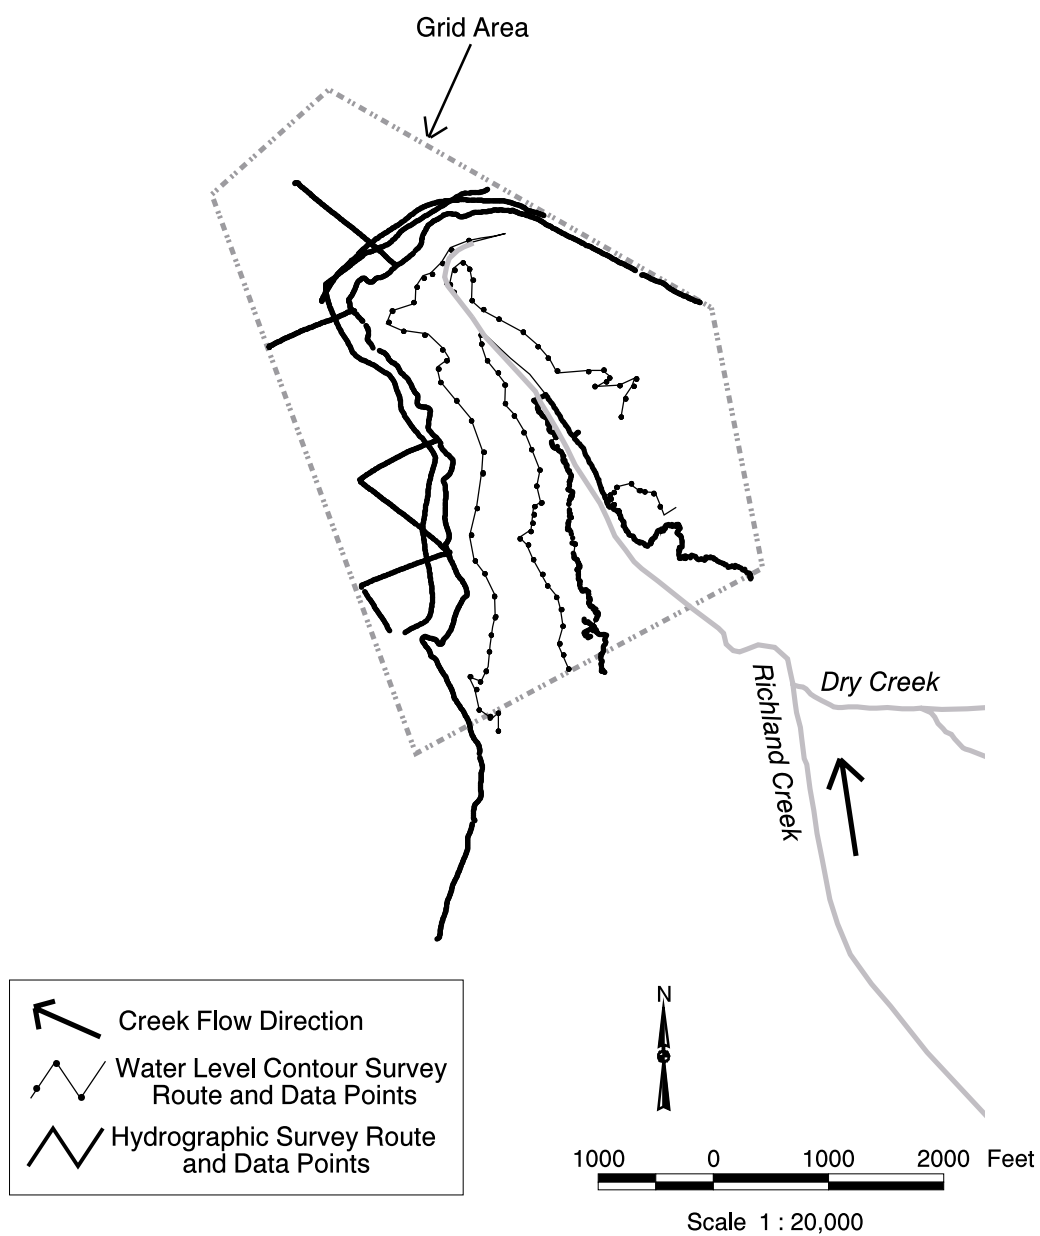 Grid Area
Dry Creek
Richland Creek
Creek Flow Direction
Water Level Contour Survey
Route and Data Points
Hydrographic Survey Route
and Data Points
N
1000 0 1000 2000 Feet
Scale 1 : 20,000